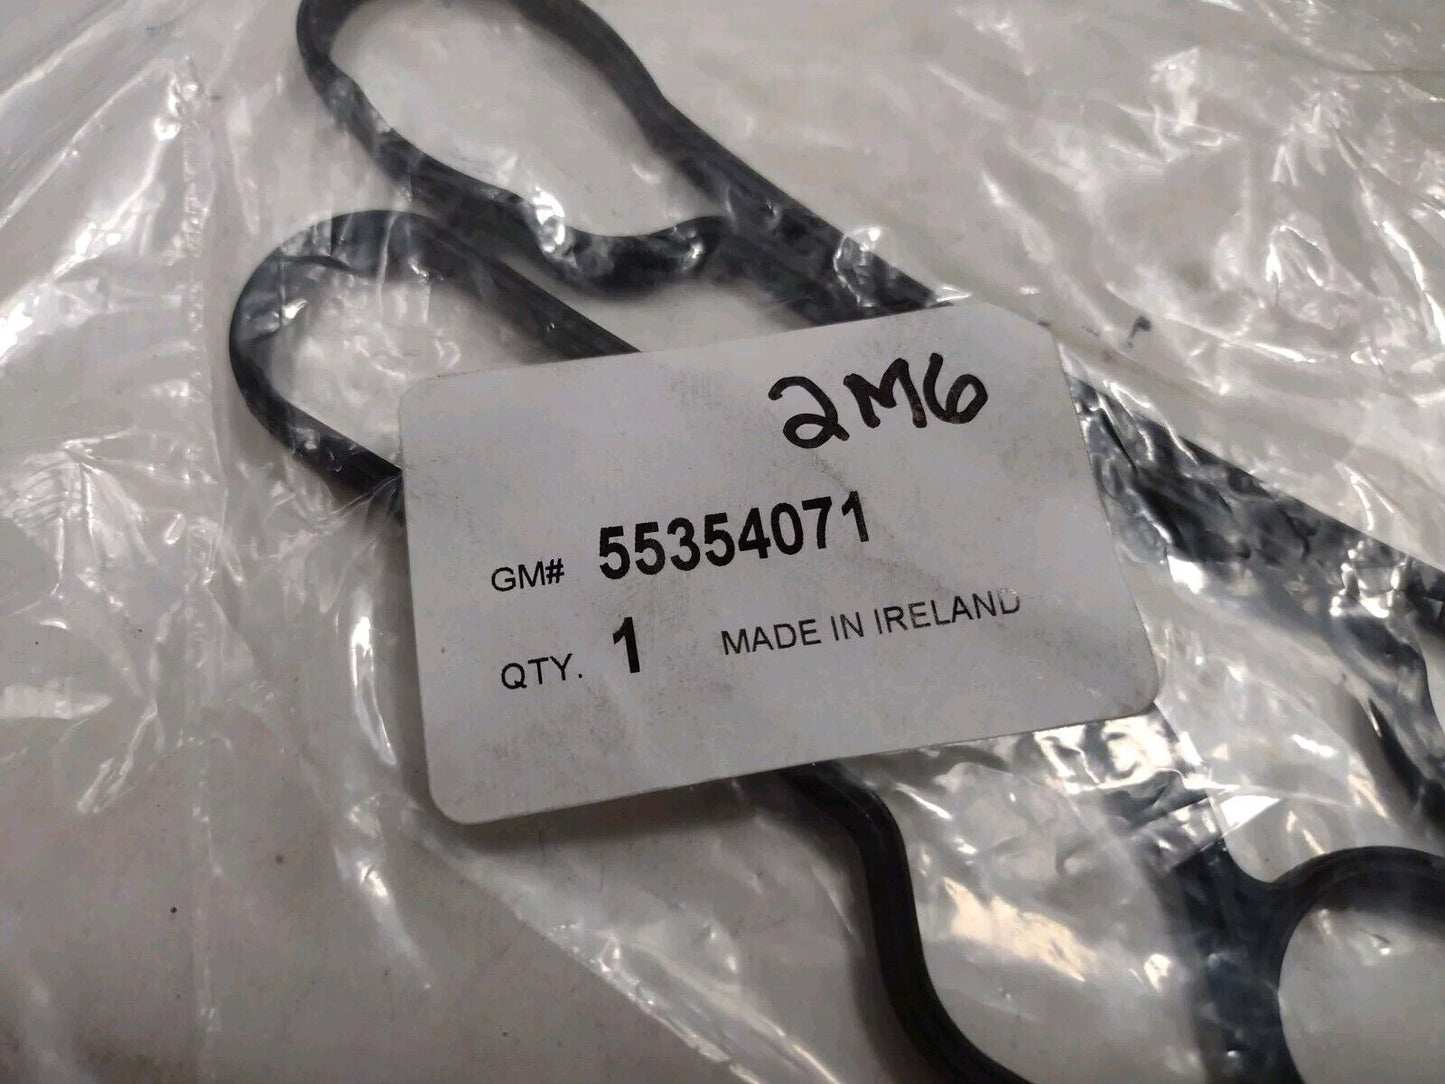 2M6
GM# 55354071
QTY. 1 MADE IN IRELAND